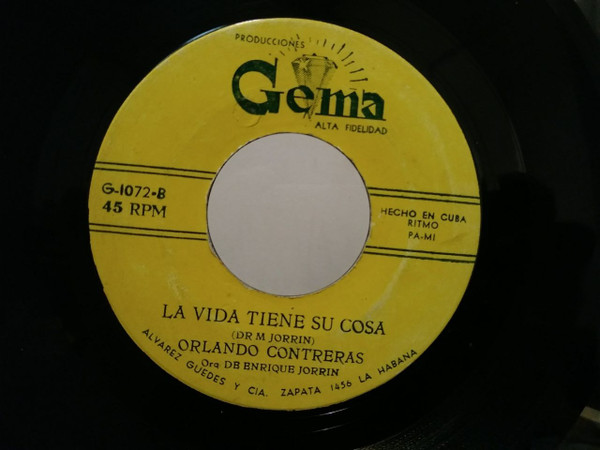 PRODUCCIONES
Gema
ALTA FIDELIDAD
G-1072-B
45 RPM
HECHO EN CUBA
RITMO
PA-MI
LA VIDA TIENE SU COSA
(DR M JORRIN)
ORLANDO CONTRERAS
Orq DB ENRIQUE JORRIN
ALVAREZ GUEDES Y CIA. ZAPATA 1456 LA HABANA